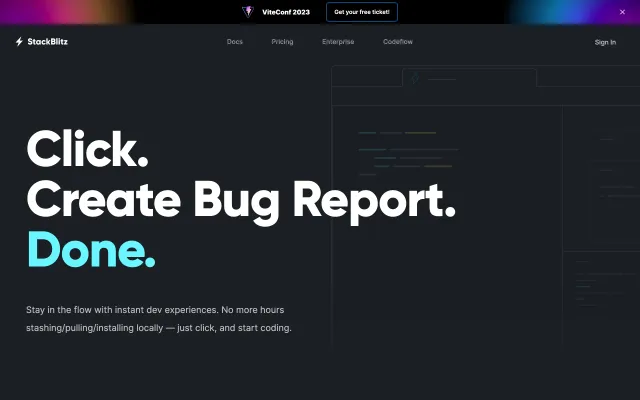 ViteConf 2023
Get your free ticket!
StackBlitz
Docs
Pricing
Enterprise
Codeflow
Sign In
Click.
Create Bug Report.
Done.
Stay in the flow with instant dev experiences. No more hours
stashing/pulling/installing locally — just click, and start coding.